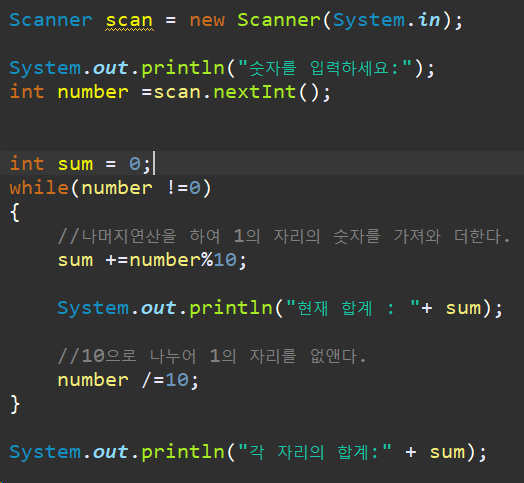 Scanner scan = new Scanner(System.in);
System.out.println("숫자를 입력하세요:");
int number =scan.nextInt();
int sum = 0;
while(number !=0)
{
//나머지연산을 하여 1의 자리의 숫자를 가져와 더한다.
sum +=number%10;
System.out.println("현재 합계 : "+ sum);
//10으로 나누어 1의 자리를 없앤다.
number /=10;
}
System.out.println("각 자리의 합계:" + sum);